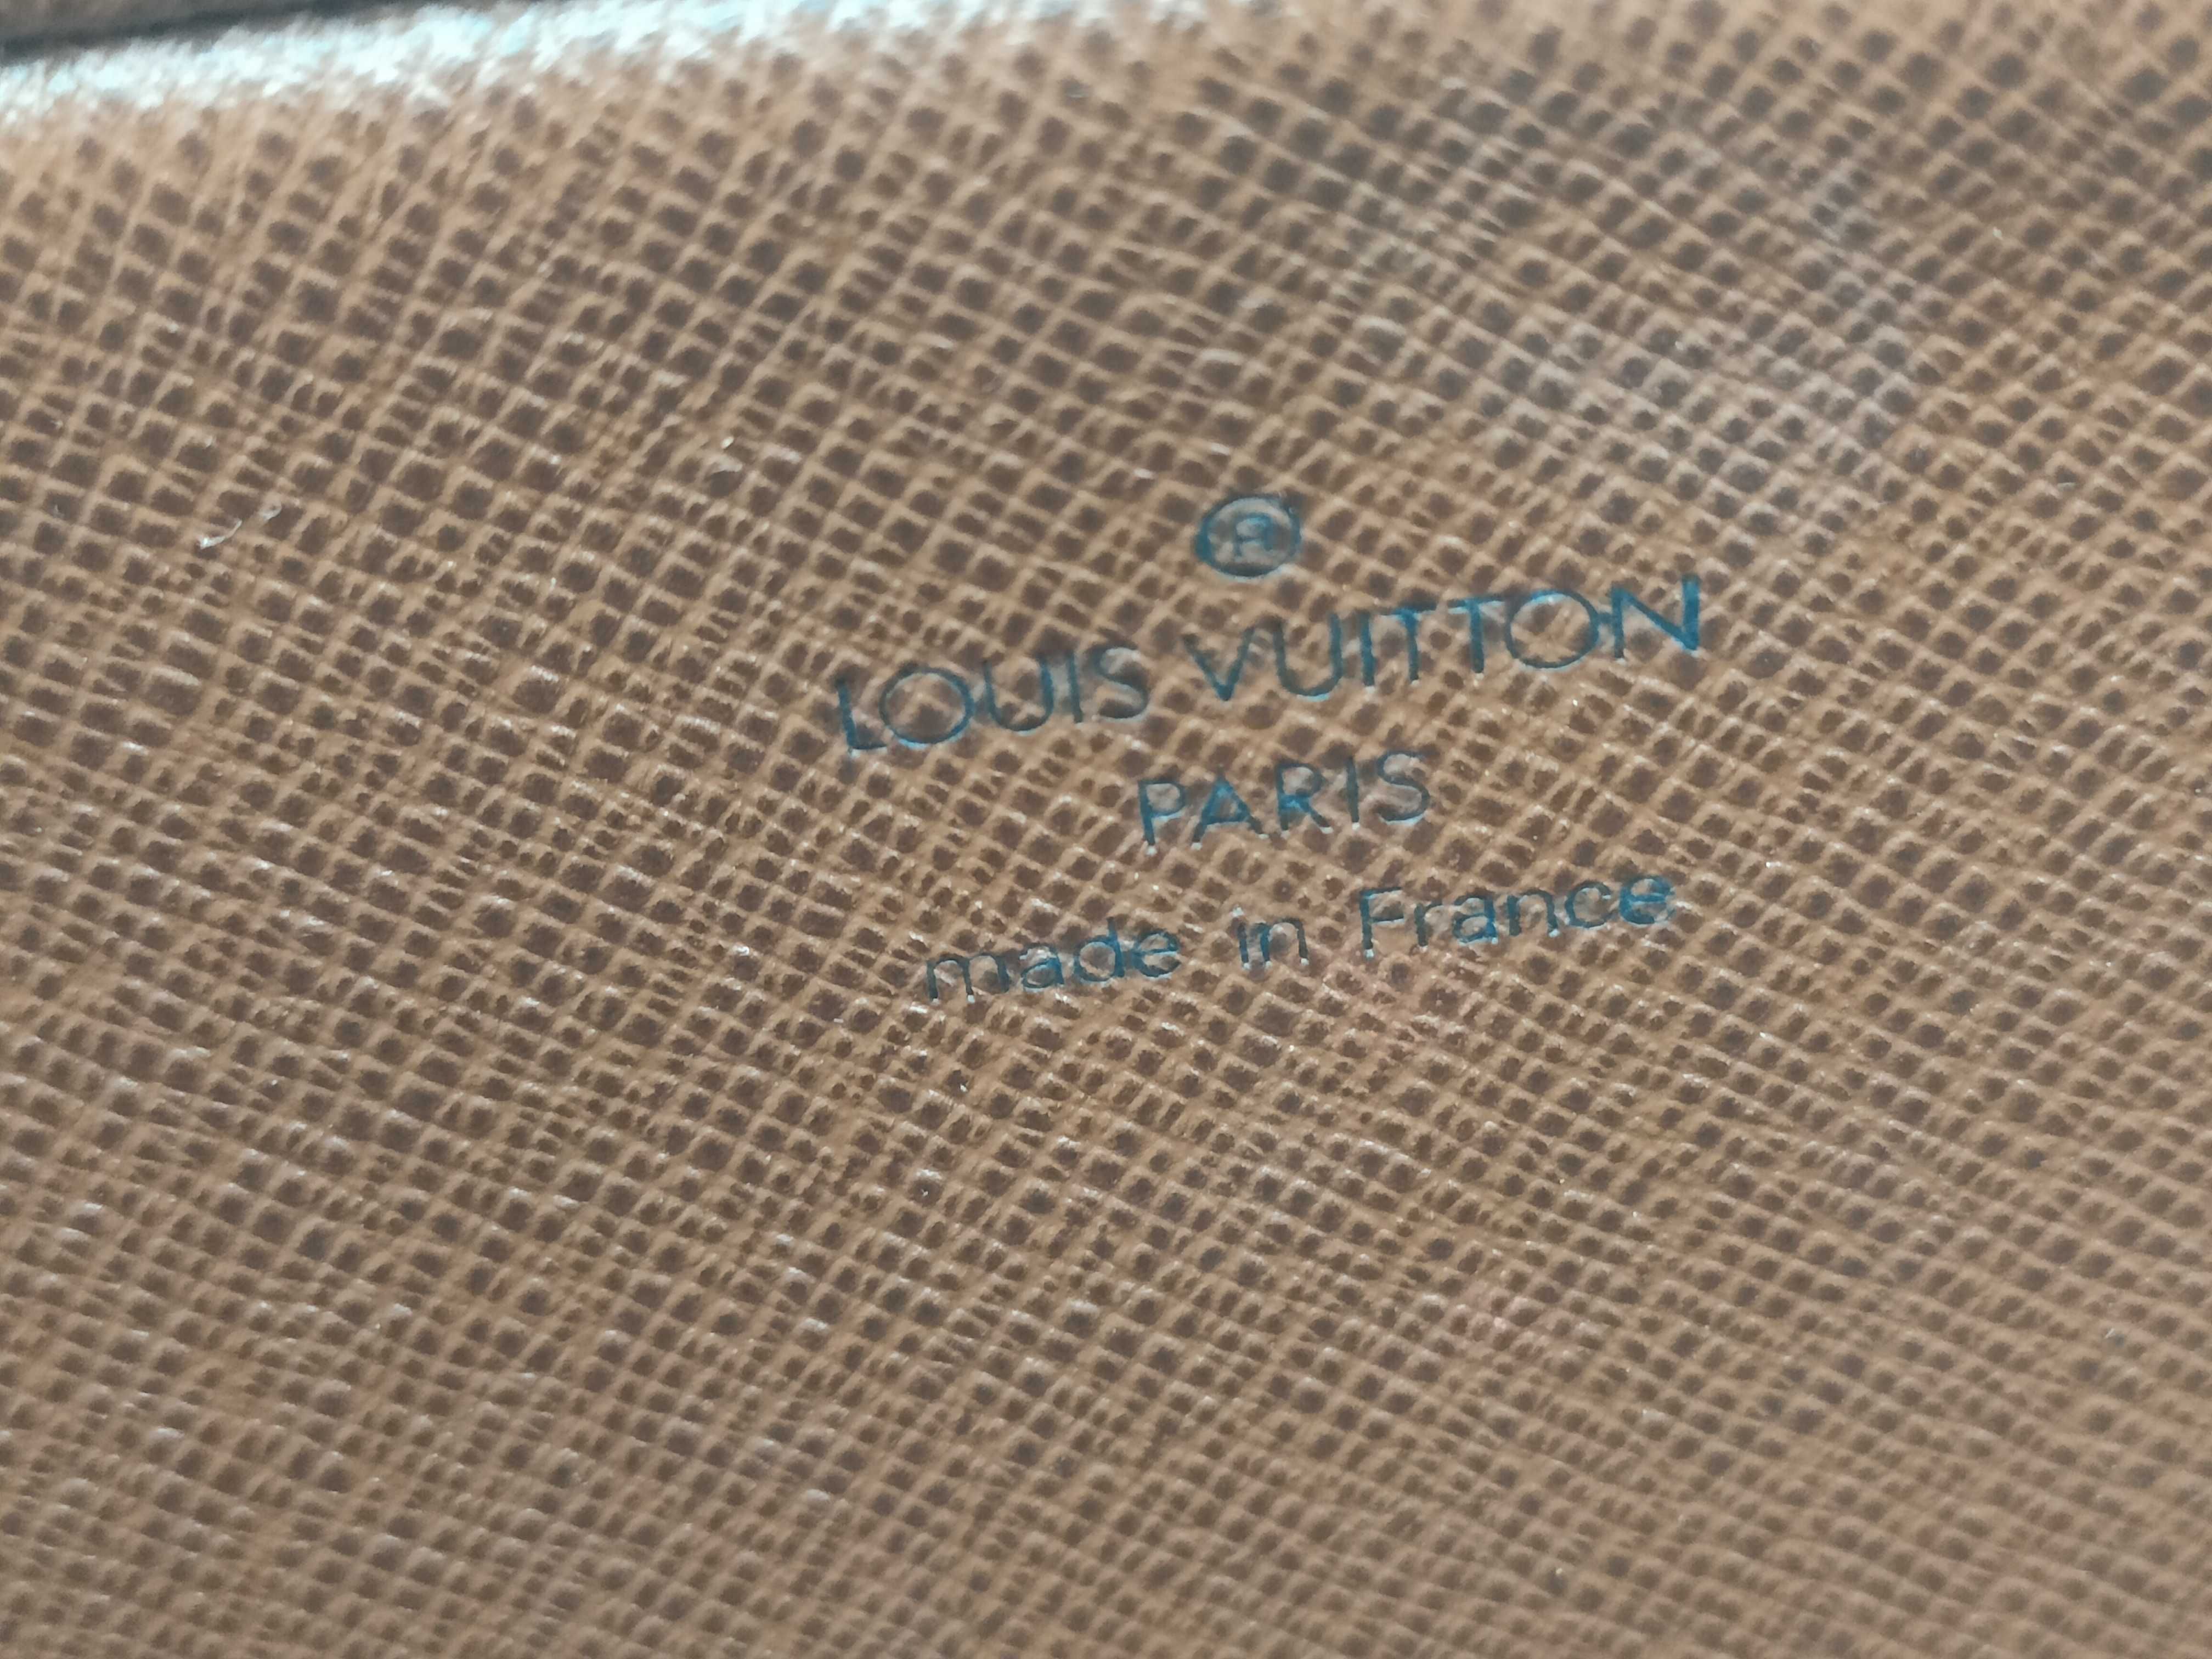 ®
LOUIS VUITTON
PARIS
made in France